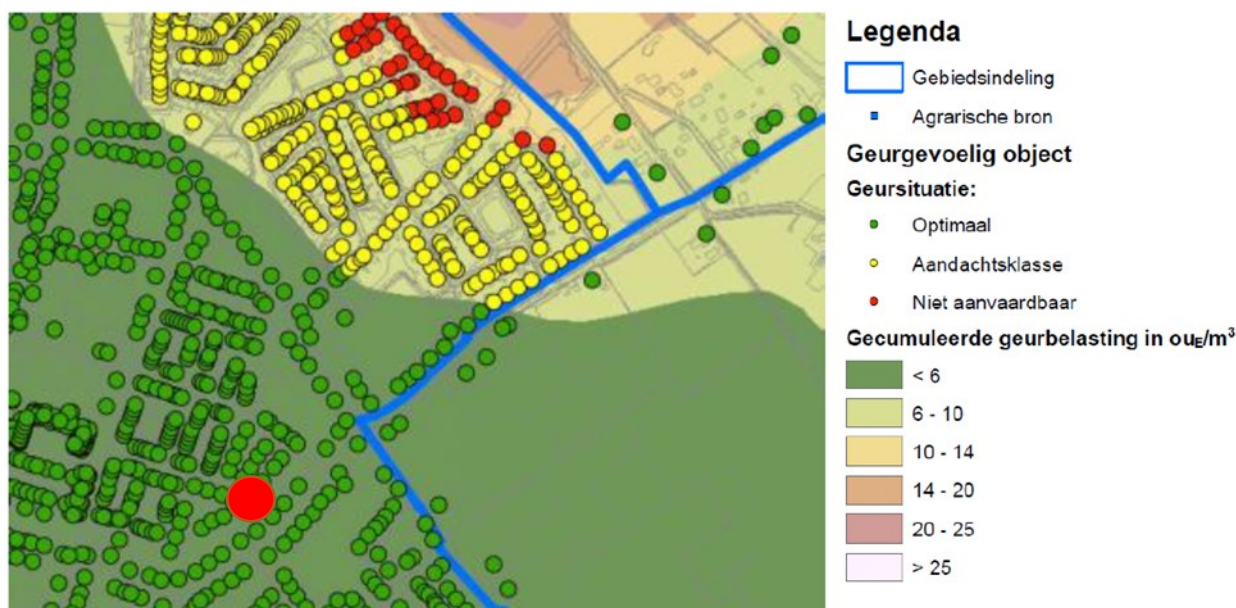 Legenda
Gebiedsindeling
Agrarische bron
Geurgevoelig object
Geursituatie:
Optimaal
Aandachtsklasse
Niet aanvaardbaar
Gecumuleerde geurbelasting in ouE/m³
< 6
6 - 10
10 - 14
14 - 20
20 - 25
> 25